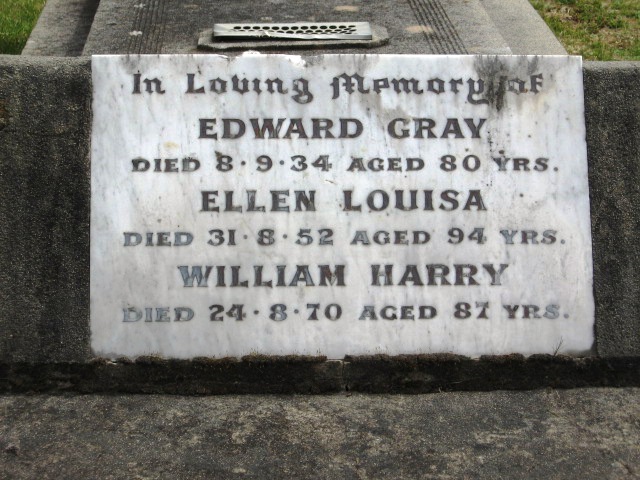 In Loving Memory of
EDWARD GRAY
DIED 8·9·34 AGED 80 YRS.
ELLEN LOUISA
DIED 31·8·52 AGED 94 YRS.
WILLIAM HARRY
DIED 24·8·70 AGED 87 YRS.